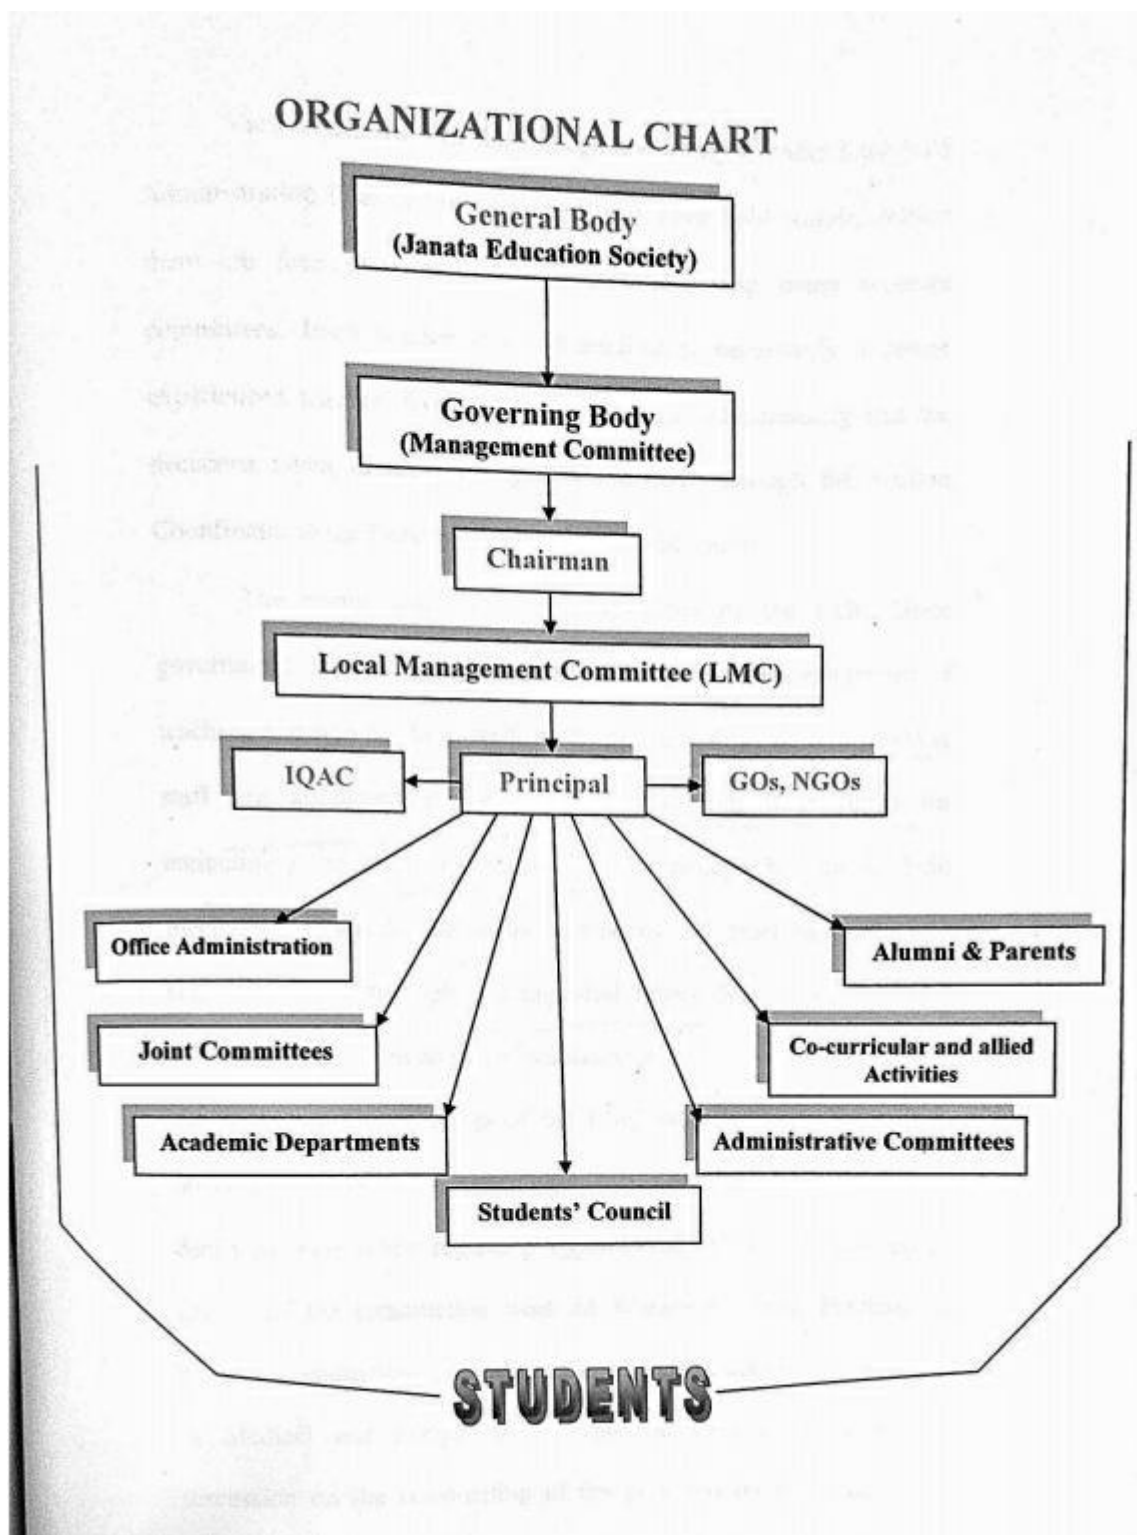 ORGANIZATIONAL CHART
General Body
(Janata Education Society)
Governing Body
(Management Committee)
Chairman
Local Management Committee (LMC)
IQAC
Principal
GOs, NGOs
Office Administration
Alumni & Parents
Joint Committees
Co-curricular and allied
Activities
Academic Departments
Administrative Committees
Students’ Council
STUDENTS